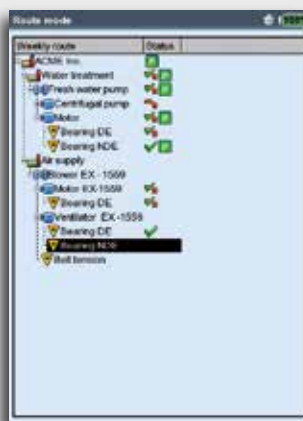 Route mode
Weekly route Status
ACME Inc.
Water treatment
Fresh water pump
Centrifugal pump
Motor
Bearing DE
Bearing NDE
Air supply
Blower EX -1559
Motor EX-1559
Bearing DE
Ventilator EX -1559
Bearing DE
Bearing NDE
Belt tension